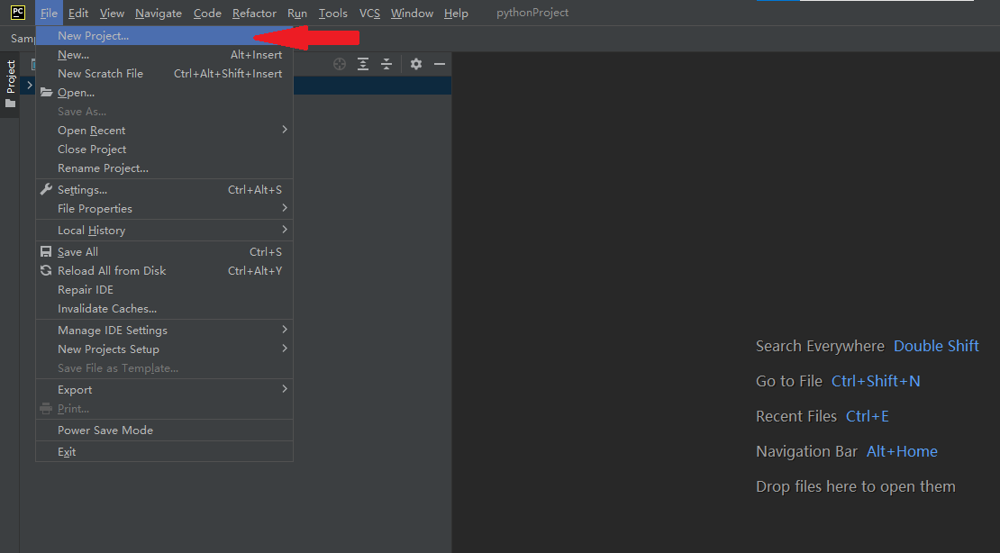 PC File Edit View Navigate Code Refactor Run Tools VCS Window Help pythonProject
Sam
Project
New Project...
New... Alt+Insert
New Scratch File Ctrl+Alt+Shift+Insert
Open...
Save As...
Open Recent
Close Project
Rename Project...
Settings... Ctrl+Alt+S
File Properties
Local History
Save All Ctrl+S
Reload All from Disk Ctrl+Alt+Y
Repair IDE
Invalidate Caches...
Manage IDE Settings
New Projects Setup
Save File as Template...
Export
Print...
Power Save Mode
Exit
Search Everywhere Double Shift
Go to File Ctrl+Shift+N
Recent Files Ctrl+E
Navigation Bar Alt+Home
Drop files here to open them